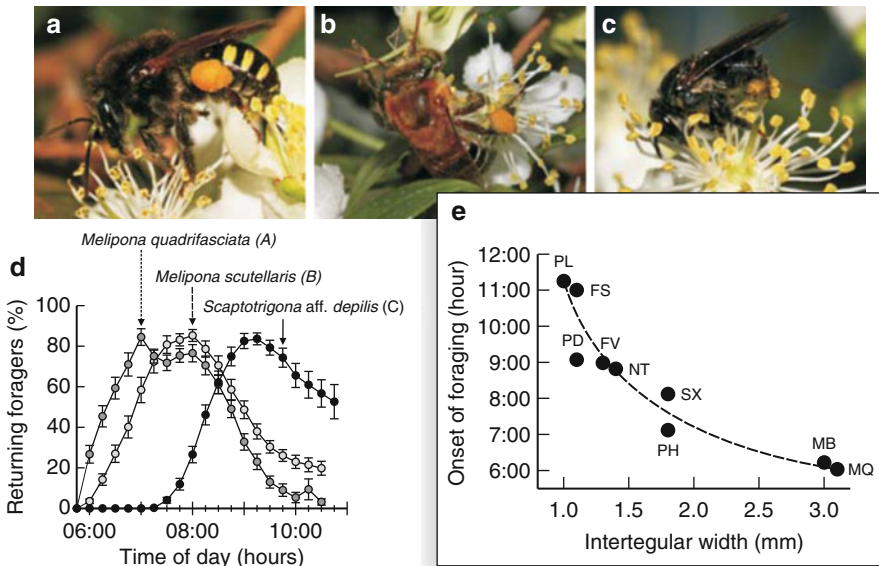 a
b
c
d
Melipona quadrifasciata (A)
Melipona scutellaris (B)
Scaptotrigona aff. depilis (C)
100
80
60
40
20
0
Returning foragers (%)
06:00
08:00
10:00
Time of day (hours)
e
12:00
11:00
10:00
9:00
8:00
7:00
6:00
Onset of foraging (hour)
PL
FS
PD
FV
NT
SX
PH
MB
MQ
1.0
1.5
2.0
2.5
3.0
Intertegular width (mm)